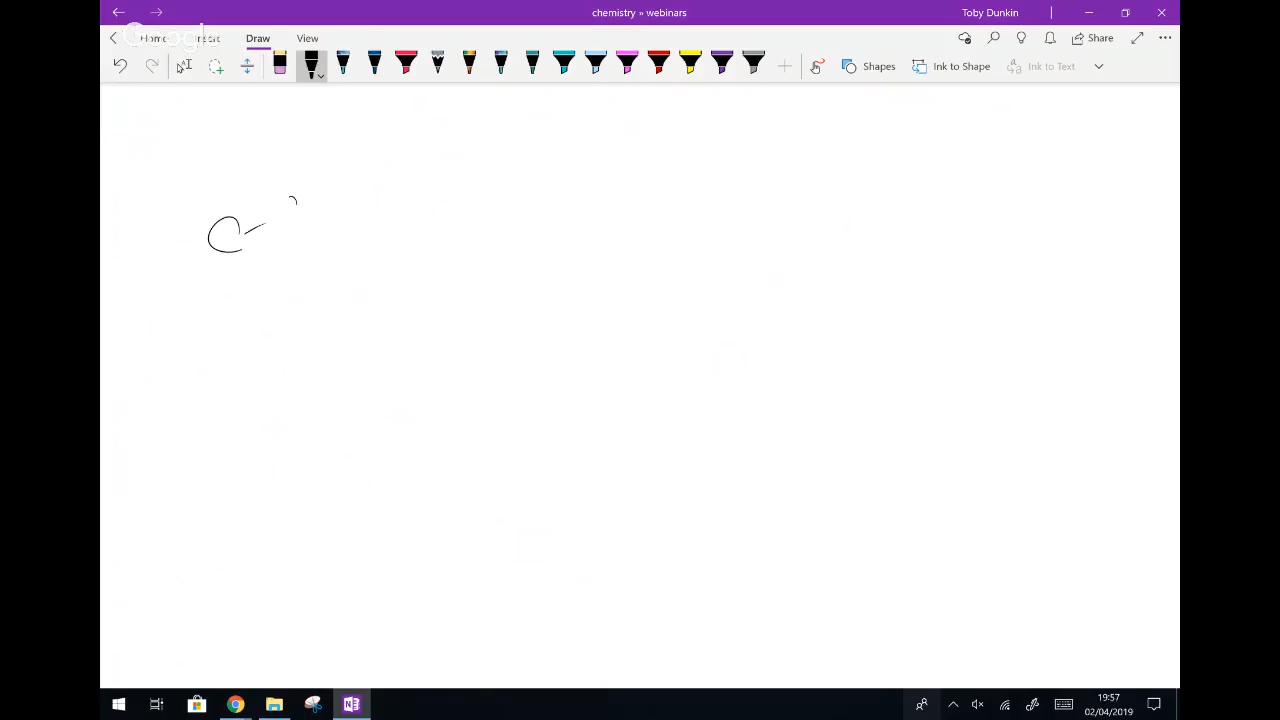 chemistry » webinars
Toby Dunkin
Google
Home
Insert
Draw
View
Share
Shapes
Ink to Shape
Ink to Text
C
19:57
02/04/2019